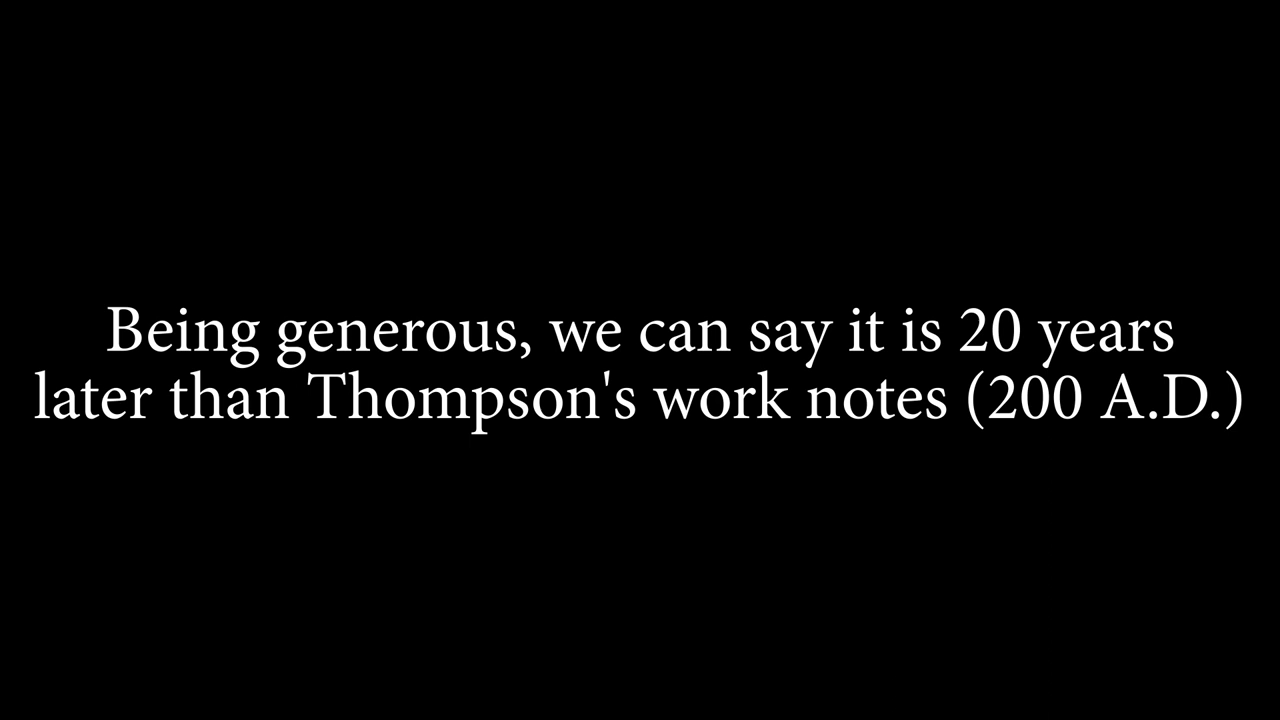 Being generous, we can say it is 20 years
later than Thompson's work notes (200 A.D.)